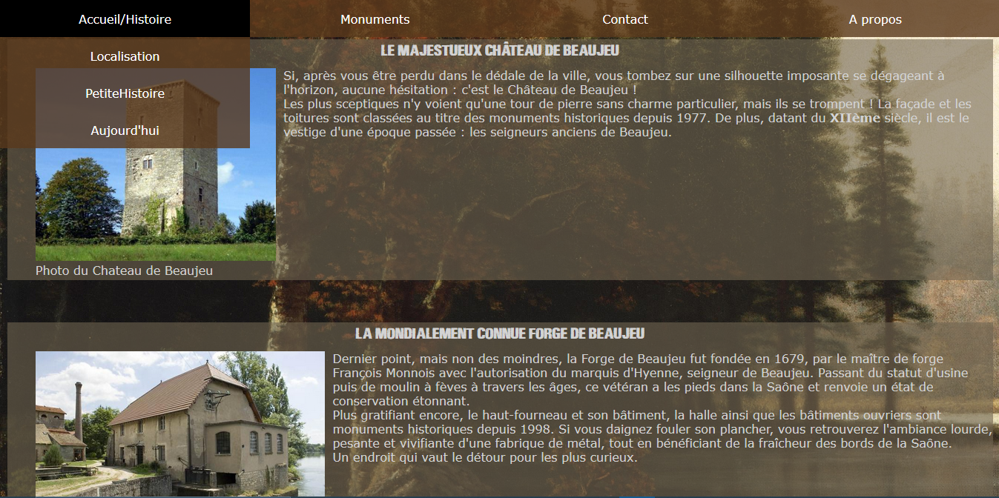 Accueil/Histoire
Monuments
Contact
A propos
Localisation
PetiteHistoire
Aujourd'hui
LE MAJESTUEUX CHÂTEAU DE BEAUJEU
Si, après vous être perdu dans le dédale de la ville, vous tombez sur une silhouette imposante se dégageant à
l'horizon, aucune hésitation : c'est le Château de Beaujeu !
Les plus sceptiques n'y voient qu'une tour de pierre sans charme particulier, mais ils se trompent ! La façade et les
toitures sont classées au titre des monuments historiques depuis 1977. De plus, datant du XIIème siècle, il est le
vestige d'une époque passée : les seigneurs anciens de Beaujeu.
Photo du Chateau de Beaujeu
LA MONDIALEMENT CONNUE FORGE DE BEAUJEU
Dernier point, mais non des moindres, la Forge de Beaujeu fut fondée en 1679, par le maître de forge
François Monnois avec l'autorisation du marquis d'Hyenne, seigneur de Beaujeu. Passant du statut d'usine
puis de moulin à fèves à travers les âges, ce vétéran a les pieds dans la Saône et renvoie un état de
conservation étonnant.
Plus gratifiant encore, le haut-fourneau et son bâtiment, la halle ainsi que les bâtiments ouvriers sont
monuments historiques depuis 1998. Si vous daignez fouler son plancher, vous retrouverez l'ambiance lourde,
pesante et vivifiante d'une fabrique de métal, tout en bénéficiant de la fraîcheur des bords de la Saône.
Un endroit qui vaut le détour pour les plus curieux.